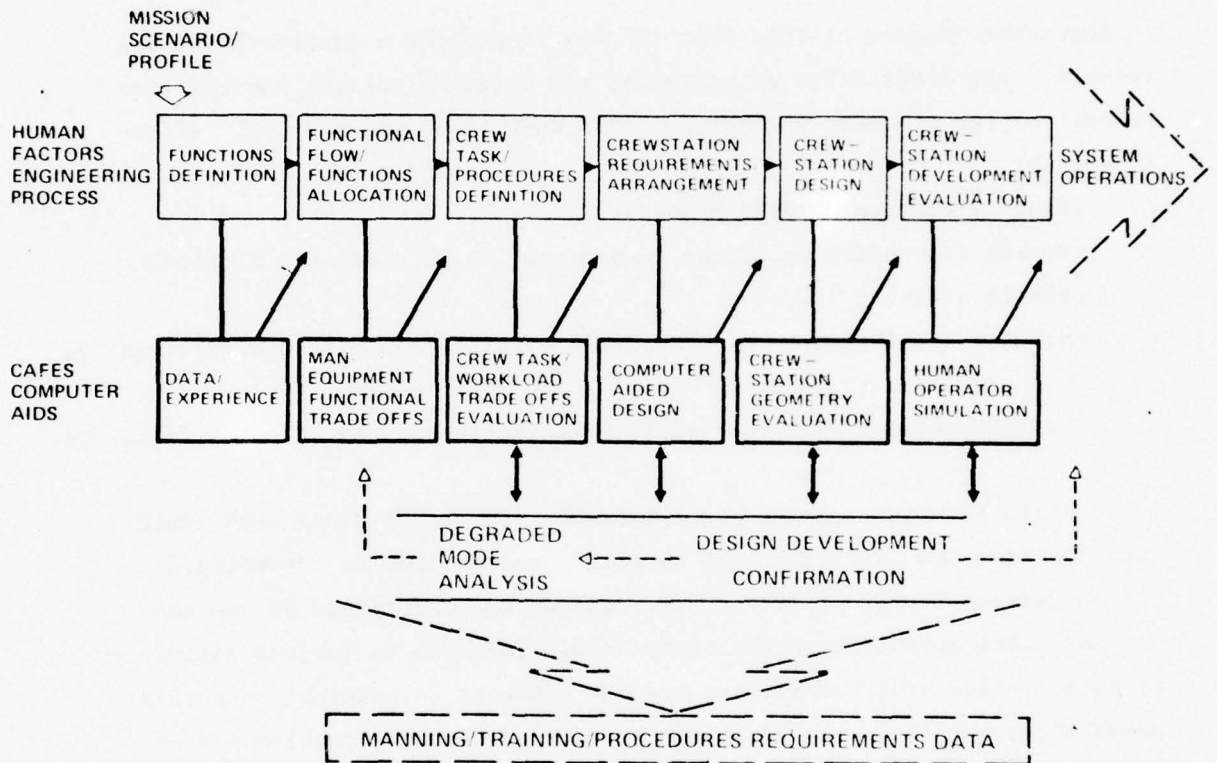 MISSION
SCENARIO/
PROFILE
HUMAN
FACTORS
ENGINEERING
PROCESS
FUNCTIONS
DEFINITION
FUNCTIONAL
FLOW/
FUNCTIONS
ALLOCATION
CREW
TASK/
PROCEDURES
DEFINITION
CREWSTATION
REQUIREMENTS
ARRANGEMENT
CREW-
STATION
DESIGN
CREW-
STATION
DEVELOPMENT
EVALUATION
SYSTEM
OPERATIONS
CAFES
COMPUTER
AIDS
DATA/
EXPERIENCE
MAN-
EQUIPMENT
FUNCTIONAL
TRADE OFFS
CREW TASK/
WORKLOAD
TRADE OFFS
EVALUATION
COMPUTER
AIDED
DESIGN
CREW-
STATION
GEOMETRY
EVALUATION
HUMAN
OPERATOR
SIMULATION
DEGRADED
MODE
ANALYSIS
DESIGN DEVELOPMENT
CONFIRMATION
MANNING/TRAINING/PROCEDURES REQUIREMENTS DATA